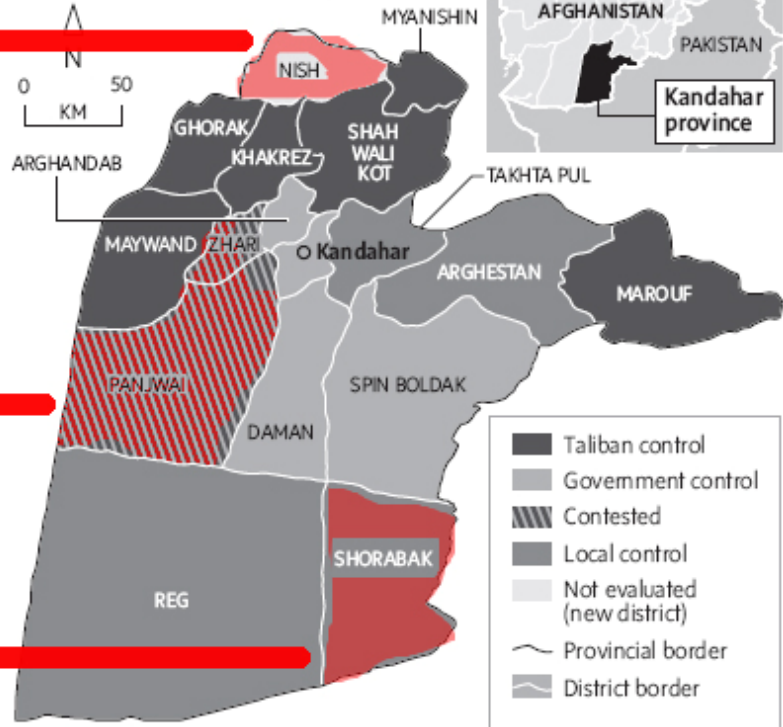 N
0 50
KM
MYANISHIN
AFGHANISTAN
PAKISTAN
Kandahar
province
NISH
GHORAK
KHAKREZ
SHAH
WALI
KOT
ARGHANDAB
TAKHTA PUL
MAYWAND
ZHARI
Kandahar
ARGHESTAN
MAROUF
PANJWAI
SPIN BOLDAK
DAMAN
REG
SHORABAK
Taliban control
Government control
Contested
Local control
Not evaluated
(new district)
Provincial border
District border